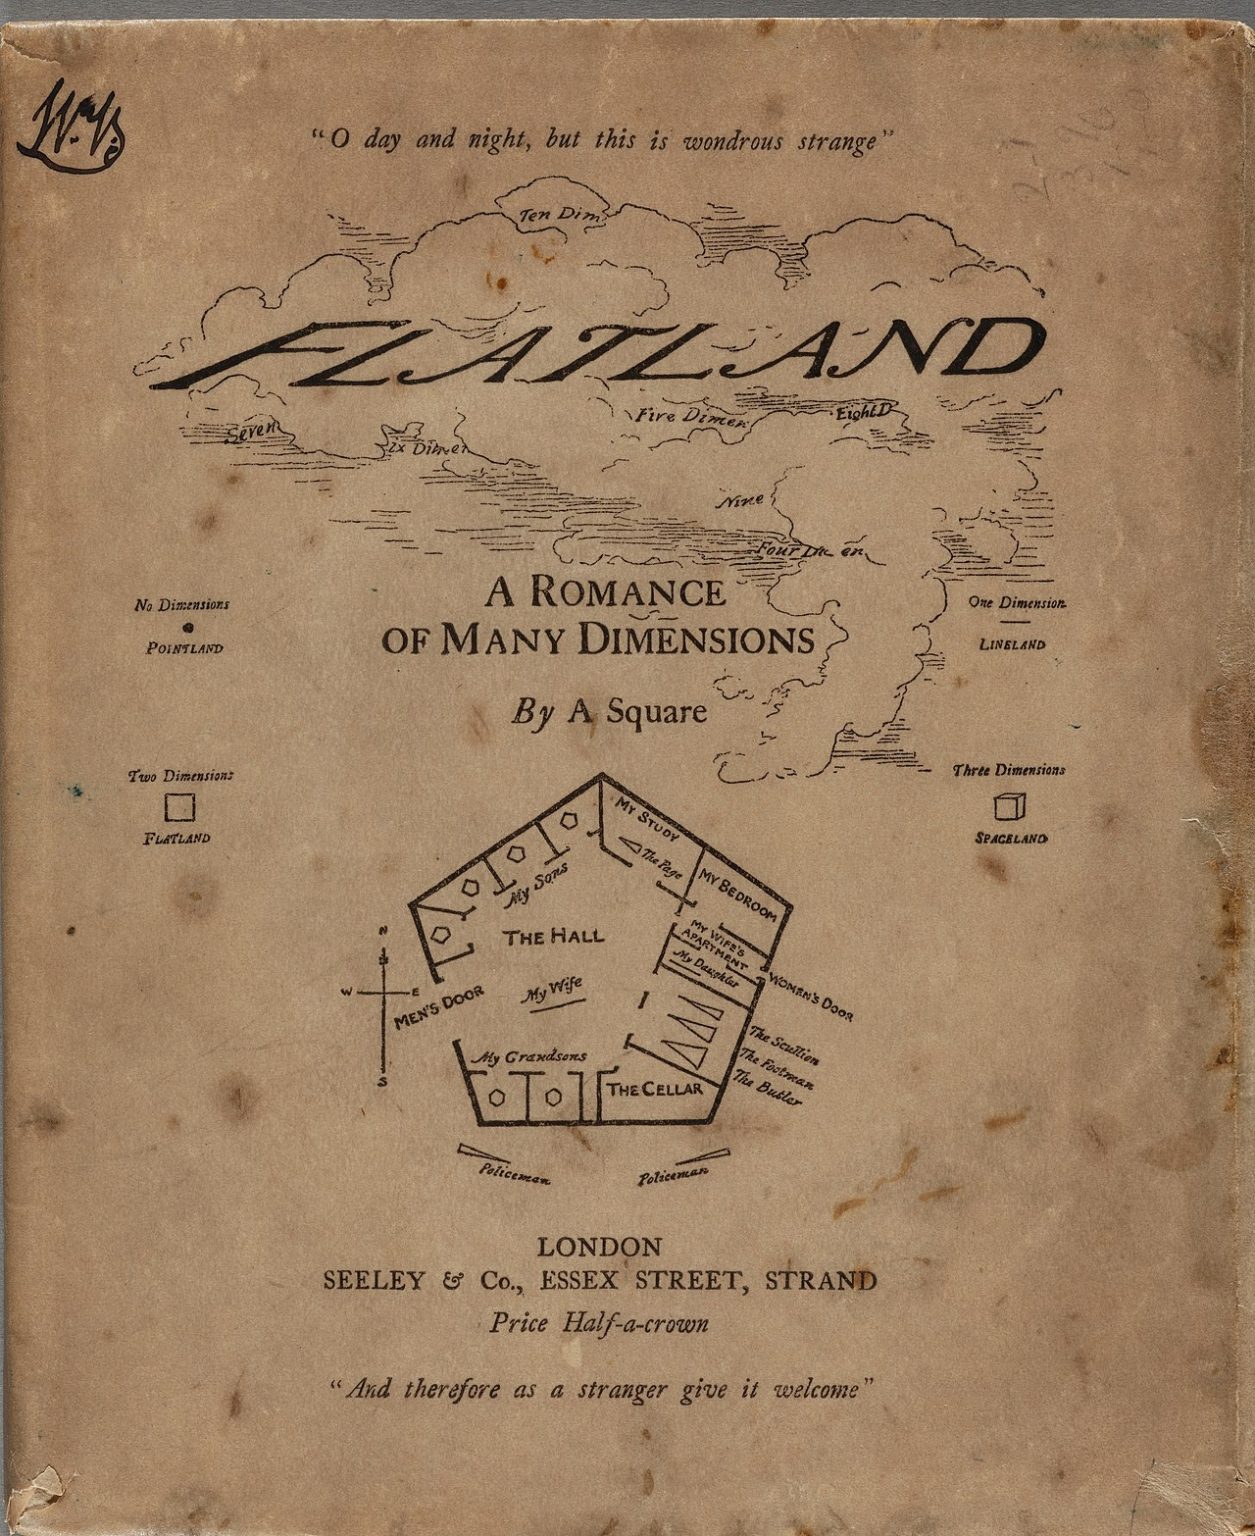 W.B.
"O day and night, but this is wondrous strange"
Ten Dim
FLATLAND
Seven
ix Dimen
Five Dimen
Eight D
Nine
Four Di en
No Dimensions
POINTLAND
One Dimension
LINELAND
A ROMANCE
OF MANY DIMENSIONS
By A Square
Two Dimensions
FLATLAND
Three Dimensions
SPACELAND
MY STUDY
The Page
My Sons
MY BEDROOM
THE HALL
MY WIFE'S
APARTMENT
My Daughter
N
W E
S
MEN'S DOOR
My Wife
WOMEN'S DOOR
The Scullion
The Footman
The Butler
My Grandsons
THE CELLAR
Policeman
Policeman
LONDON
SEELEY & Co., ESSEX STREET, STRAND
Price Half-a-crown
"And therefore as a stranger give it welcome"